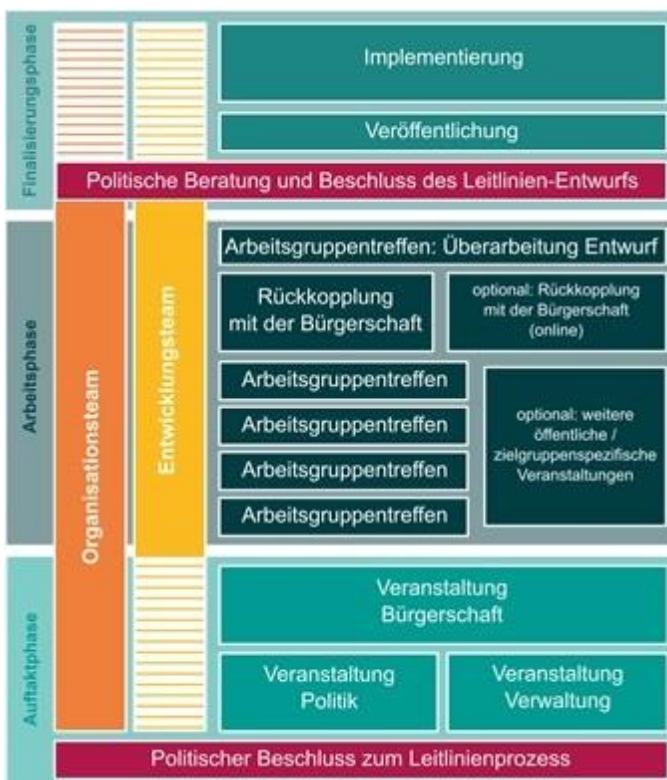 Finalisierungsphase
Implementierung
Veröffentlichung
Politische Beratung und Beschluss des Leitlinien-Entwurfs
Arbeitsphase
Organisationsteam
Entwicklungsteam
Arbeitsgruppentreffen: Überarbeitung Entwurf
Rückkopplung
mit der Bürgerschaft
optional: Rückkopplung
mit der Bürgerschaft
(online)
Arbeitsgruppentreffen
Arbeitsgruppentreffen
Arbeitsgruppentreffen
Arbeitsgruppentreffen
optional: weitere
öffentliche /
zielgruppenspezifische
Veranstaltungen
Auftaktphase
Veranstaltung
Bürgerschaft
Veranstaltung
Politik
Veranstaltung
Verwaltung
Politischer Beschluss zum Leitlinienprozess